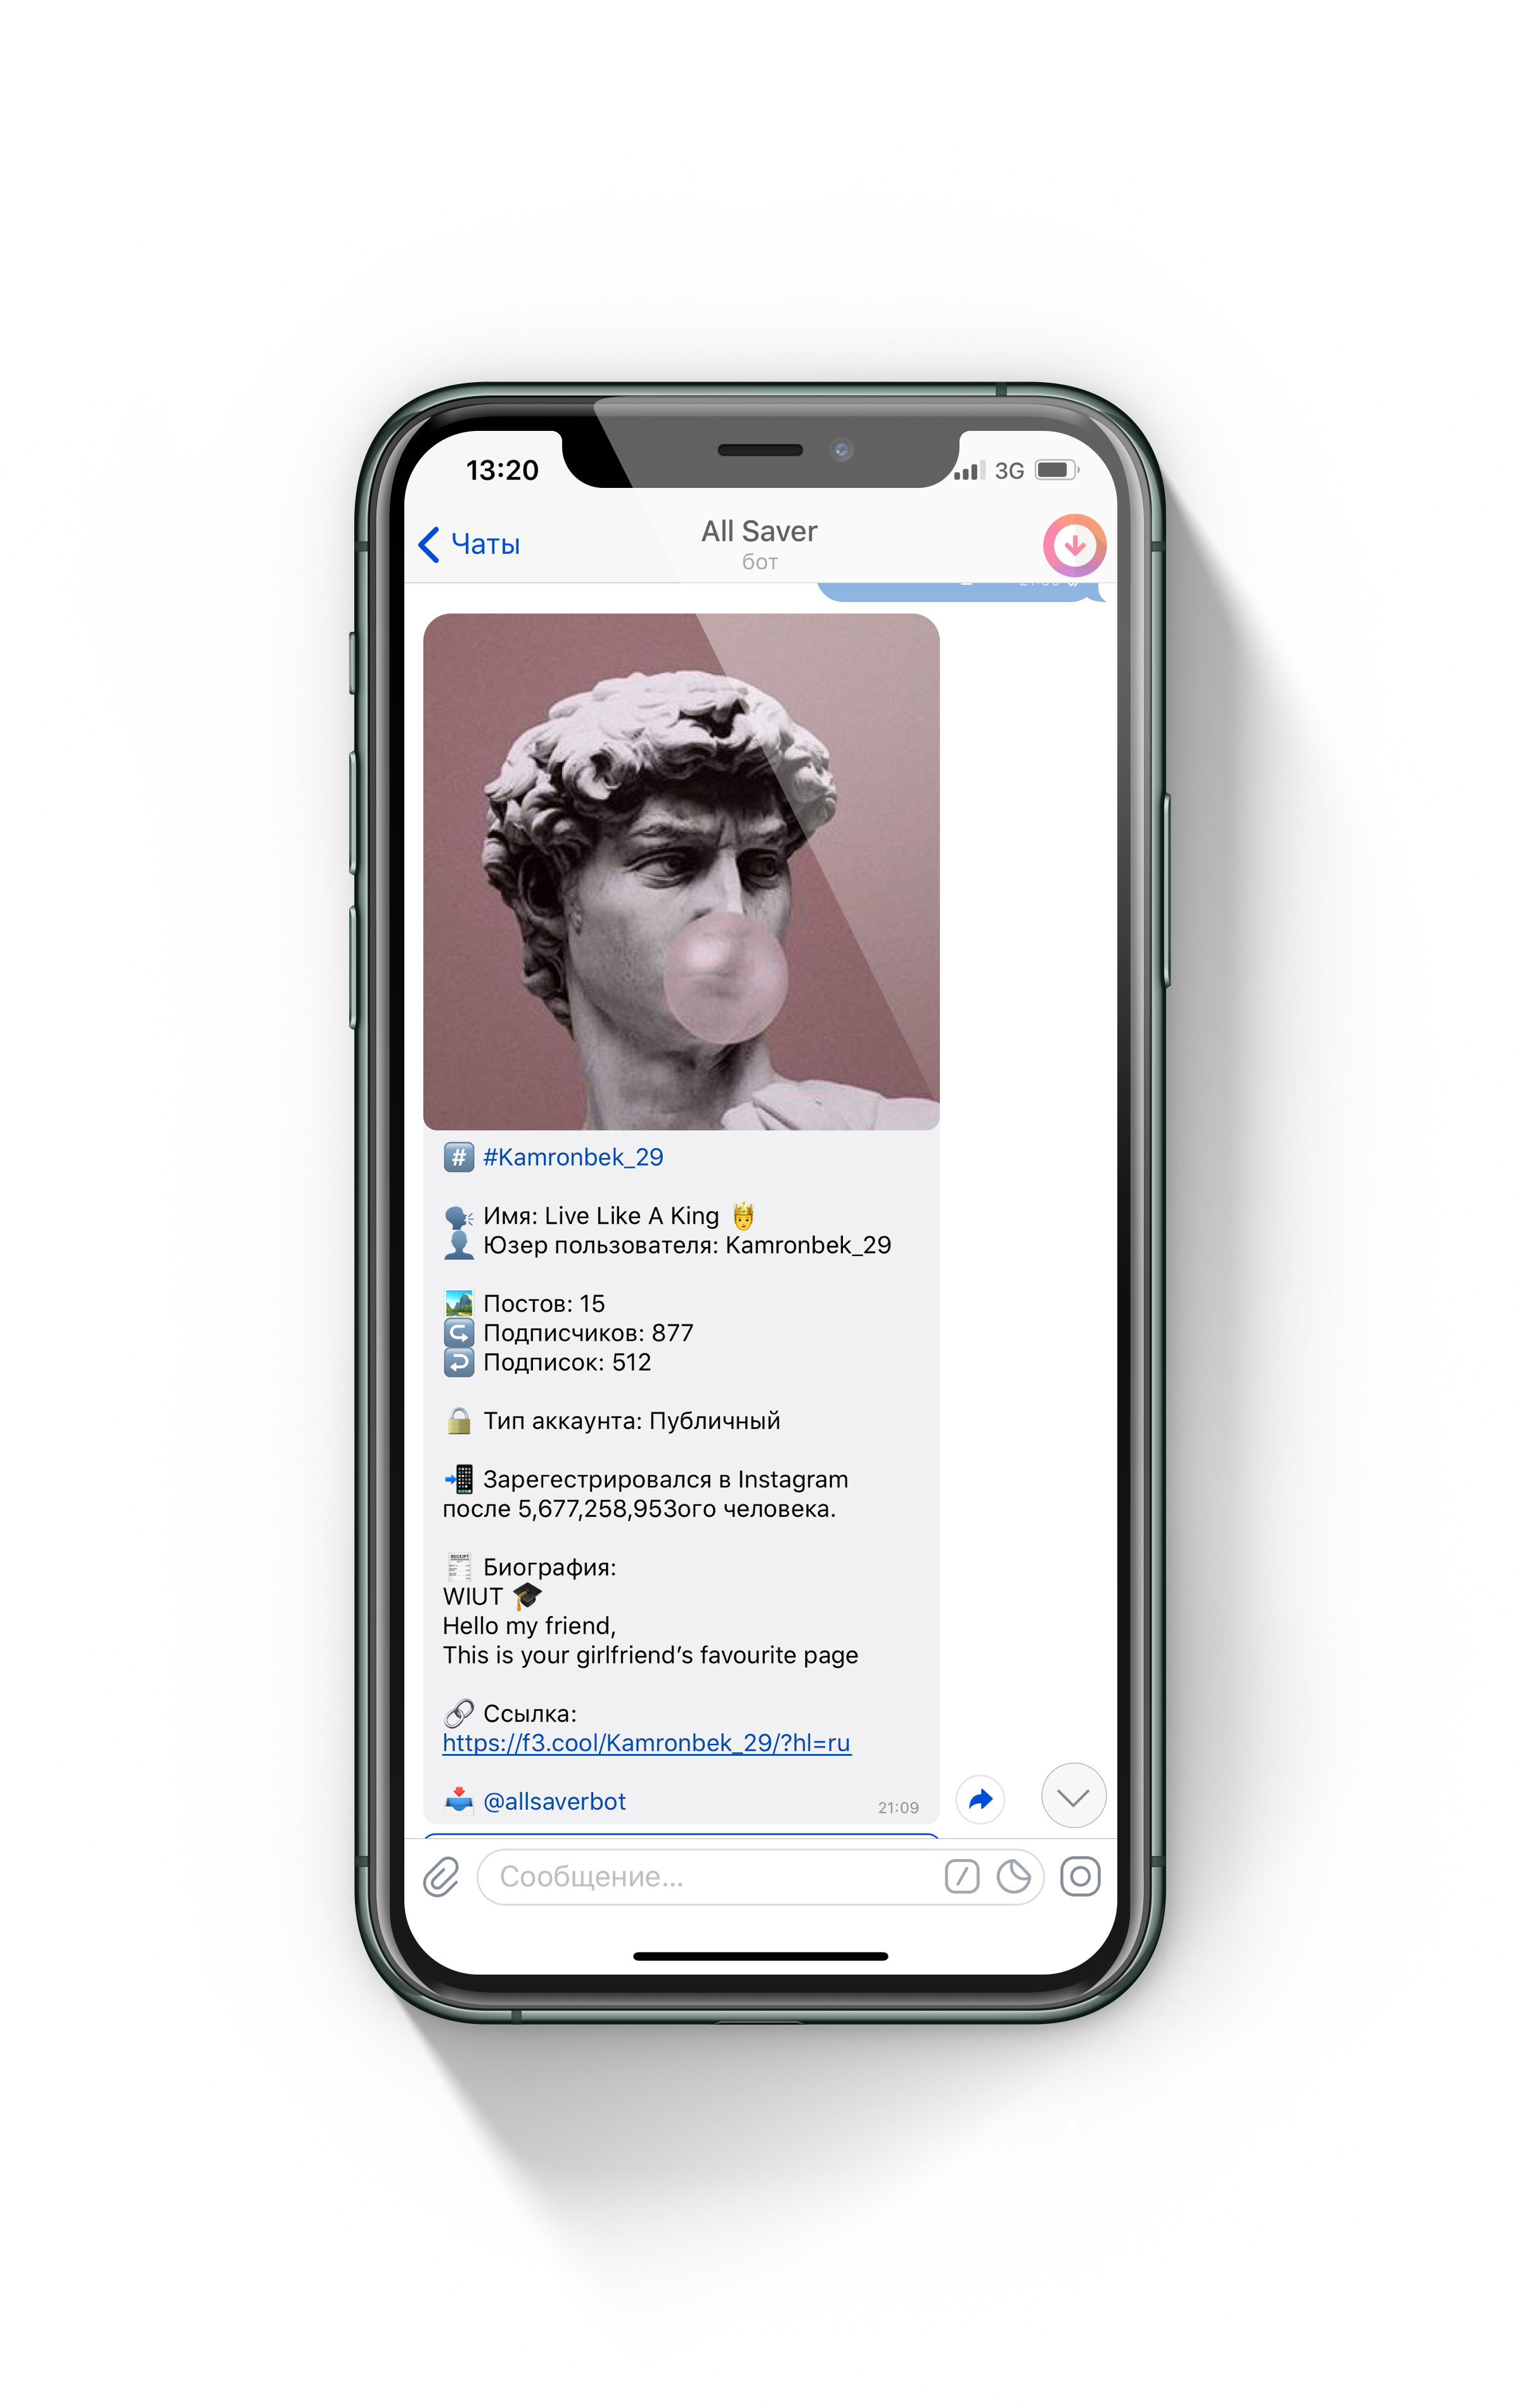 13:20 3G
Чаты
All Saver
бот
#Kamronbek_29
Имя: Live Like A King 🤴
Юзер пользователя: Kamronbek_29
Постов: 15
Подписчиков: 877
Подписок: 512
Тип аккаунта: Публичный
Зарегестрировался в Instagram
после 5,677,258,953ого человека.
RECEIPT
Биография:
WIUT 🎓
Hello my friend,
This is your girlfriend’s favourite page
Ссылка:
https://f3.cool/Kamronbek_29/?hl=ru
@allsaverbot
21:09
Сообщение...